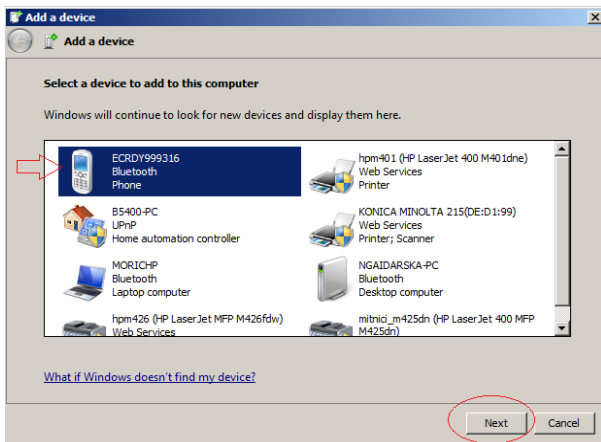 Add a device
Add a device
Select a device to add to this computer
Windows will continue to look for new devices and display them here.
ECRDY999316
Bluetooth
Phone
hpm401 (HP LaserJet 400 M401dne)
Web Services
Printer
B5400-PC
UPnP
Home automation controller
KONICA MINOLTA 215(DE:D1:99)
Web Services
Printer; Scanner
MORICHP
Bluetooth
Laptop computer
NGAIDARSKA-PC
Bluetooth
Desktop computer
hpm426 (HP LaserJet MFP M426fdw)
Web Services
mitnici_m425dn (HP LaserJet 400 MFP
M425dn)
What if Windows doesn't find my device?
Next
Cancel